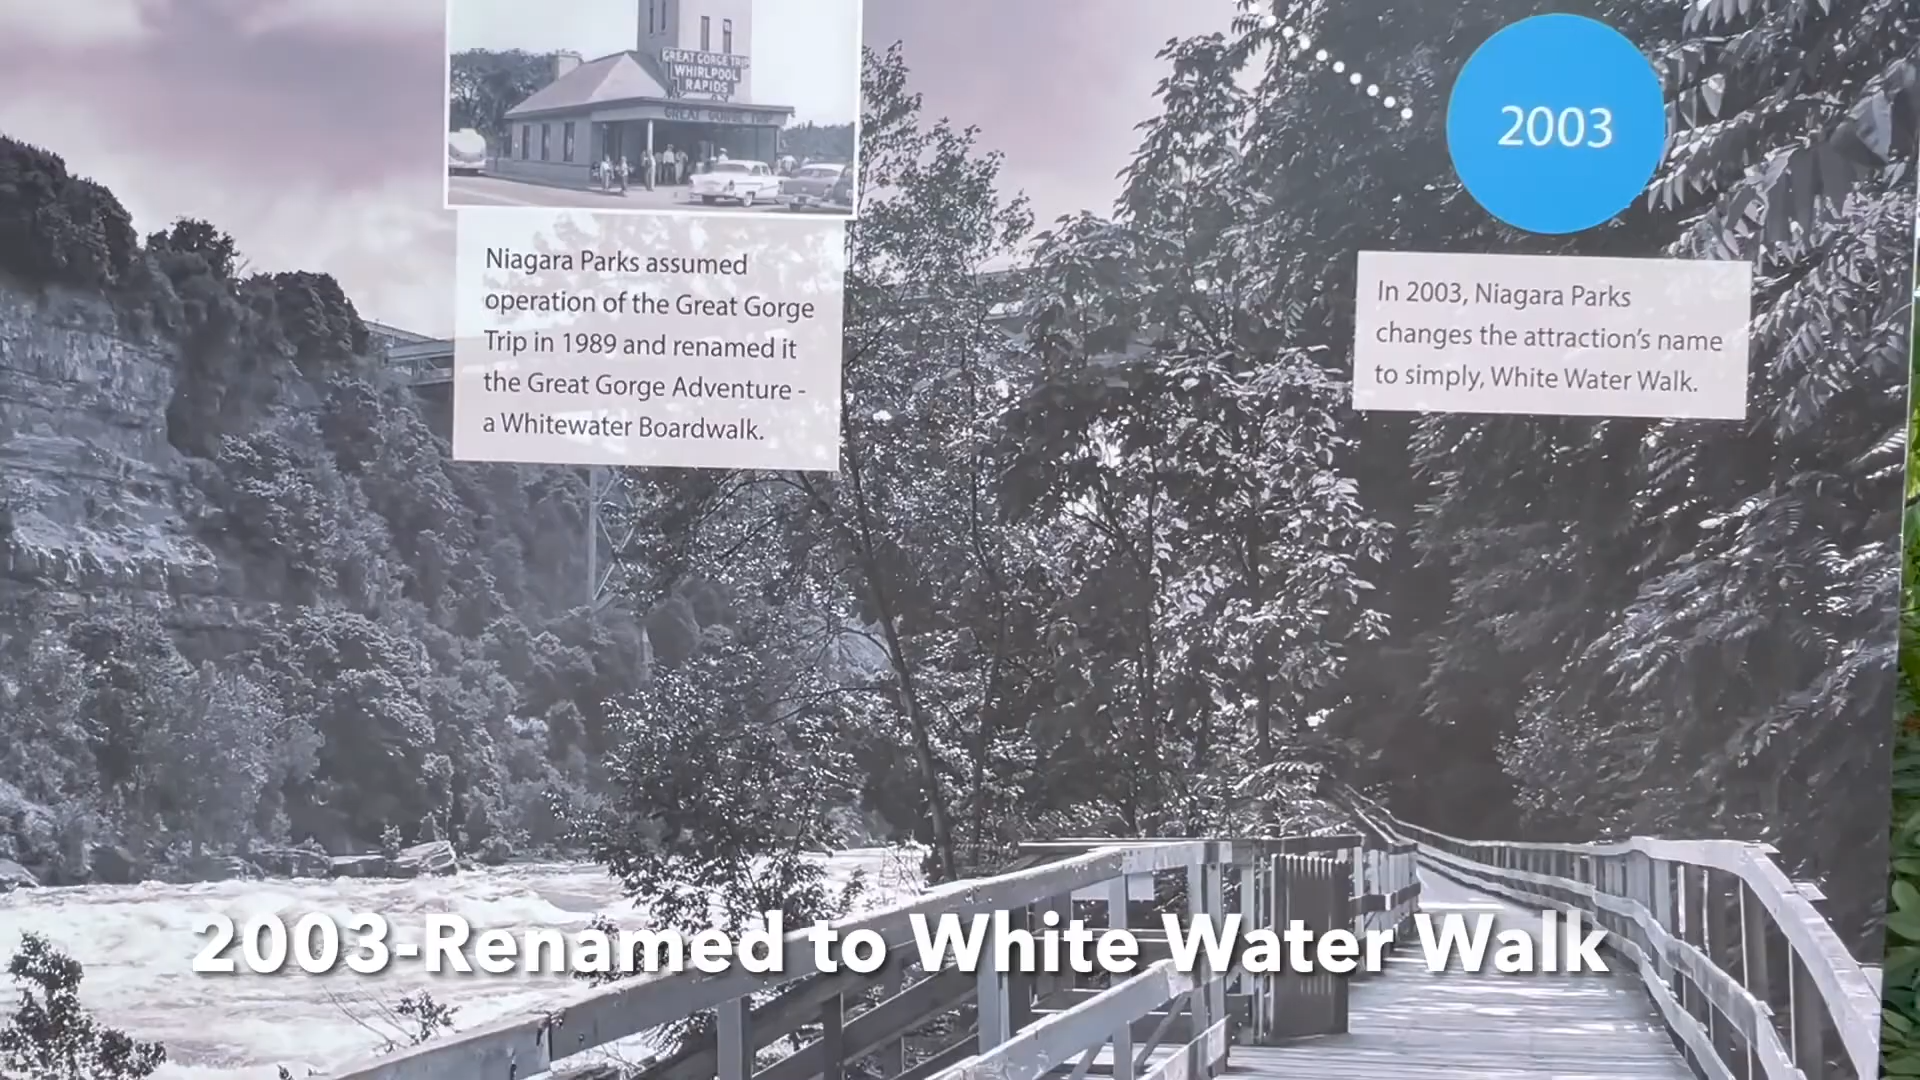 GREAT GORGE TRIP
WHIRLPOOL
RAPIDS
GREAT GORGE TRIP
2003
Niagara Parks assumed
operation of the Great Gorge
Trip in 1989 and renamed it
the Great Gorge Adventure -
a Whitewater Boardwalk.
In 2003, Niagara Parks
changes the attraction's name
to simply, White Water Walk.
2003-Renamed to White Water Walk